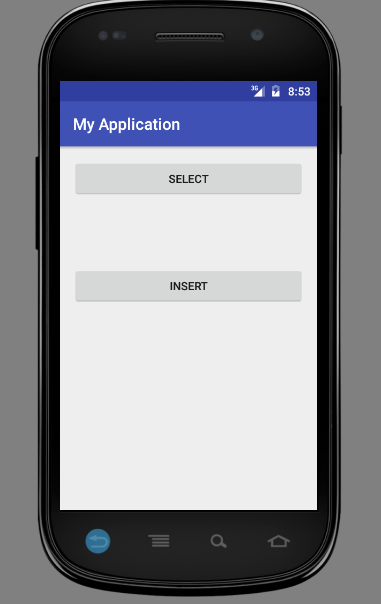 3G 8:53
My Application
SELECT
INSERT